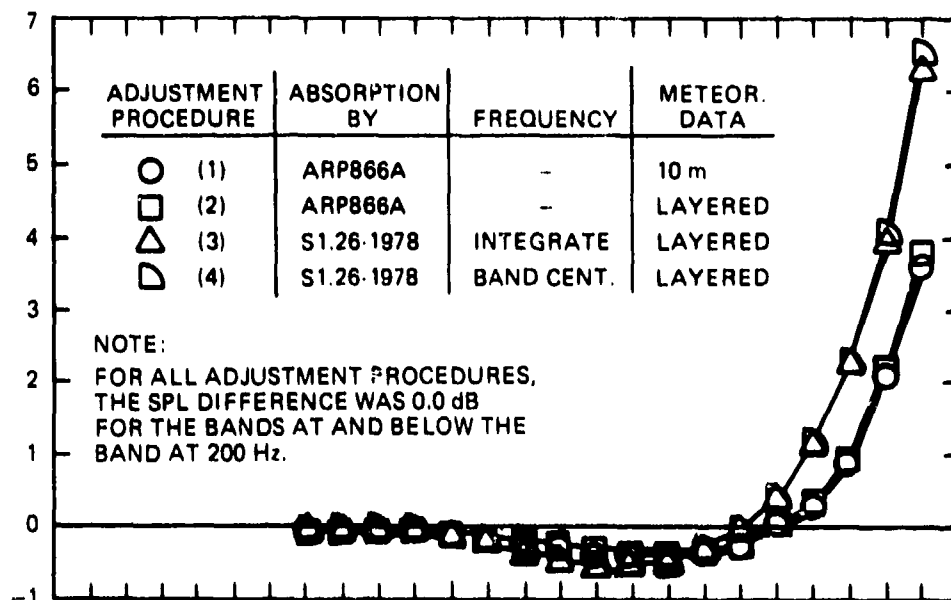 7
6
5
4
3
2
1
0
-1
ADJUSTMENT PROCEDURE ABSORPTION BY FREQUENCY METEOR. DATA
(1) ARP866A - 10 m
(2) ARP866A - LAYERED
(3) S1.26-1978 INTEGRATE LAYERED
(4) S1.26-1978 BAND CENT. LAYERED
NOTE:
FOR ALL ADJUSTMENT PROCEDURES,
THE SPL DIFFERENCE WAS 0.0 dB
FOR THE BANDS AT AND BELOW THE
BAND AT 200 Hz.